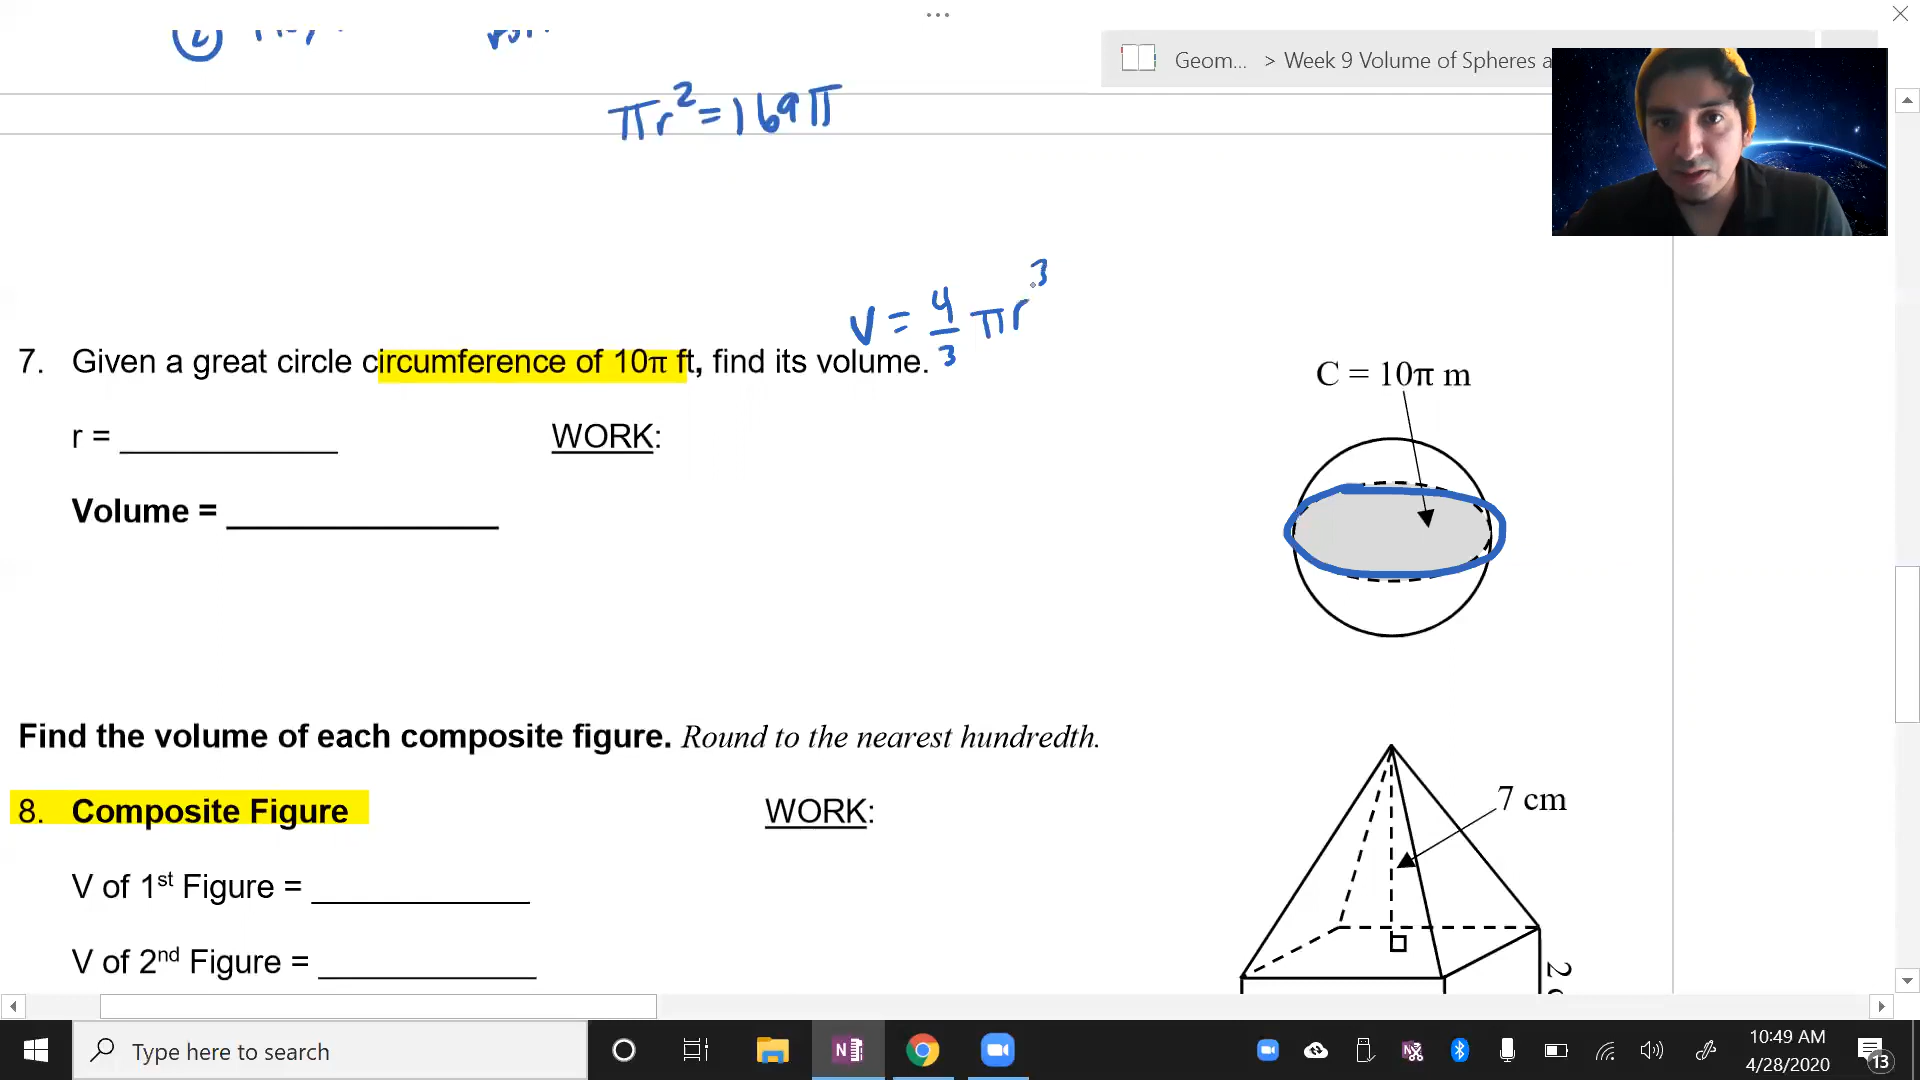 Geom... > Week 9 Volume of Spheres a
πr²=169π
V = 4/3 πr³
7. Given a great circle circumference of 10π ft, find its volume.
C = 10π m
r = ____________ WORK:
Volume = _______________
Find the volume of each composite figure. Round to the nearest hundredth.
8. Composite Figure WORK:
7 cm
V of 1st Figure = ____________
V of 2nd Figure = ____________
2
Type here to search
10:49 AM
4/28/2020
13